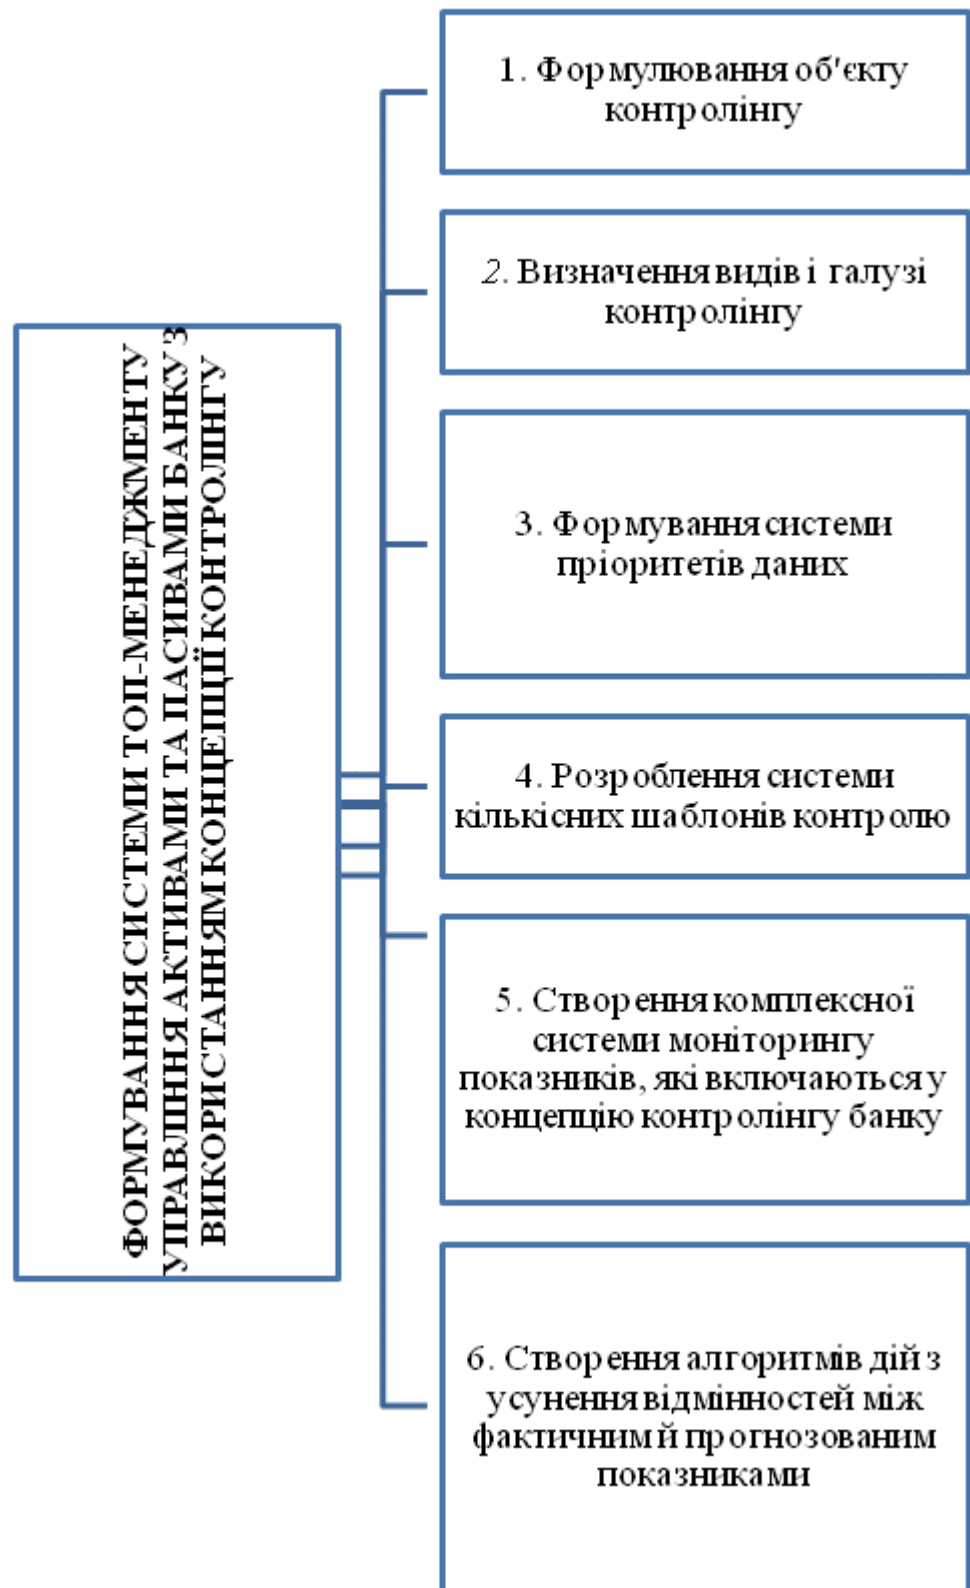 ФОРМУВАННЯ СИСТЕМИ ТОП-МЕНЕДЖМЕНТУ
УПРАВЛІННЯ АКТИВАМИ ТА ПАСИВАМИ БАНКУ З
ВИКОРИСТАННЯМ КОНЦЕПЦІЇ КОНТРОЛІНГУ
1. Формулювання об'єкту
контролінгу
2. Визначення видів і галузі
контролінгу
3. Формування системи
пріоритетів даних
4. Розроблення системи
кількісних шаблонів контролю
5. Створення комплексної
системи моніторингу
показників, які включаються у
концепцію контролінгу банку
6. Створення алгоритмів дій з
усунення відмінностей між
фактичним й прогнозованим
показниками